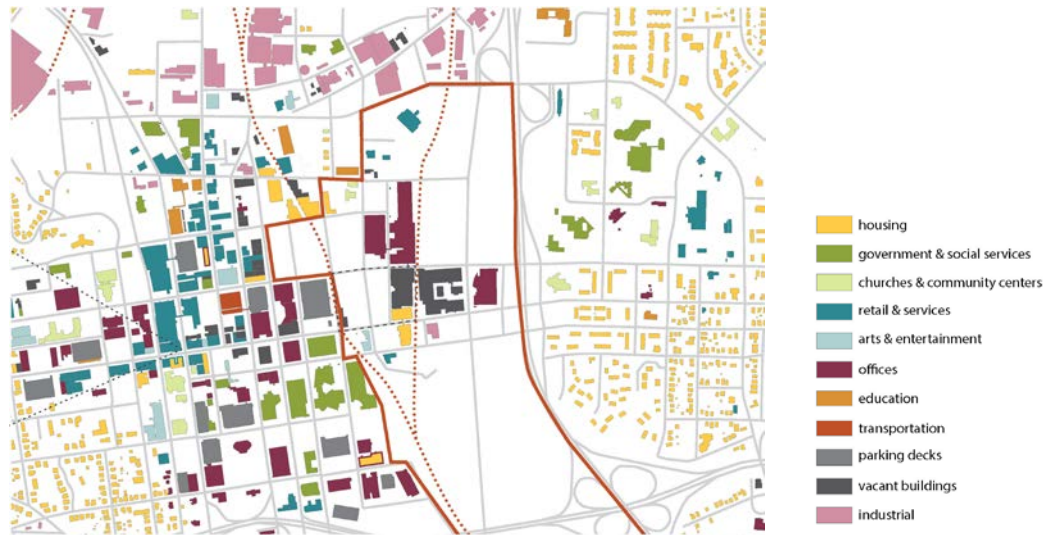 housing
government & social services
churches & community centers
retail & services
arts & entertainment
offices
education
transportation
parking decks
vacant buildings
industrial